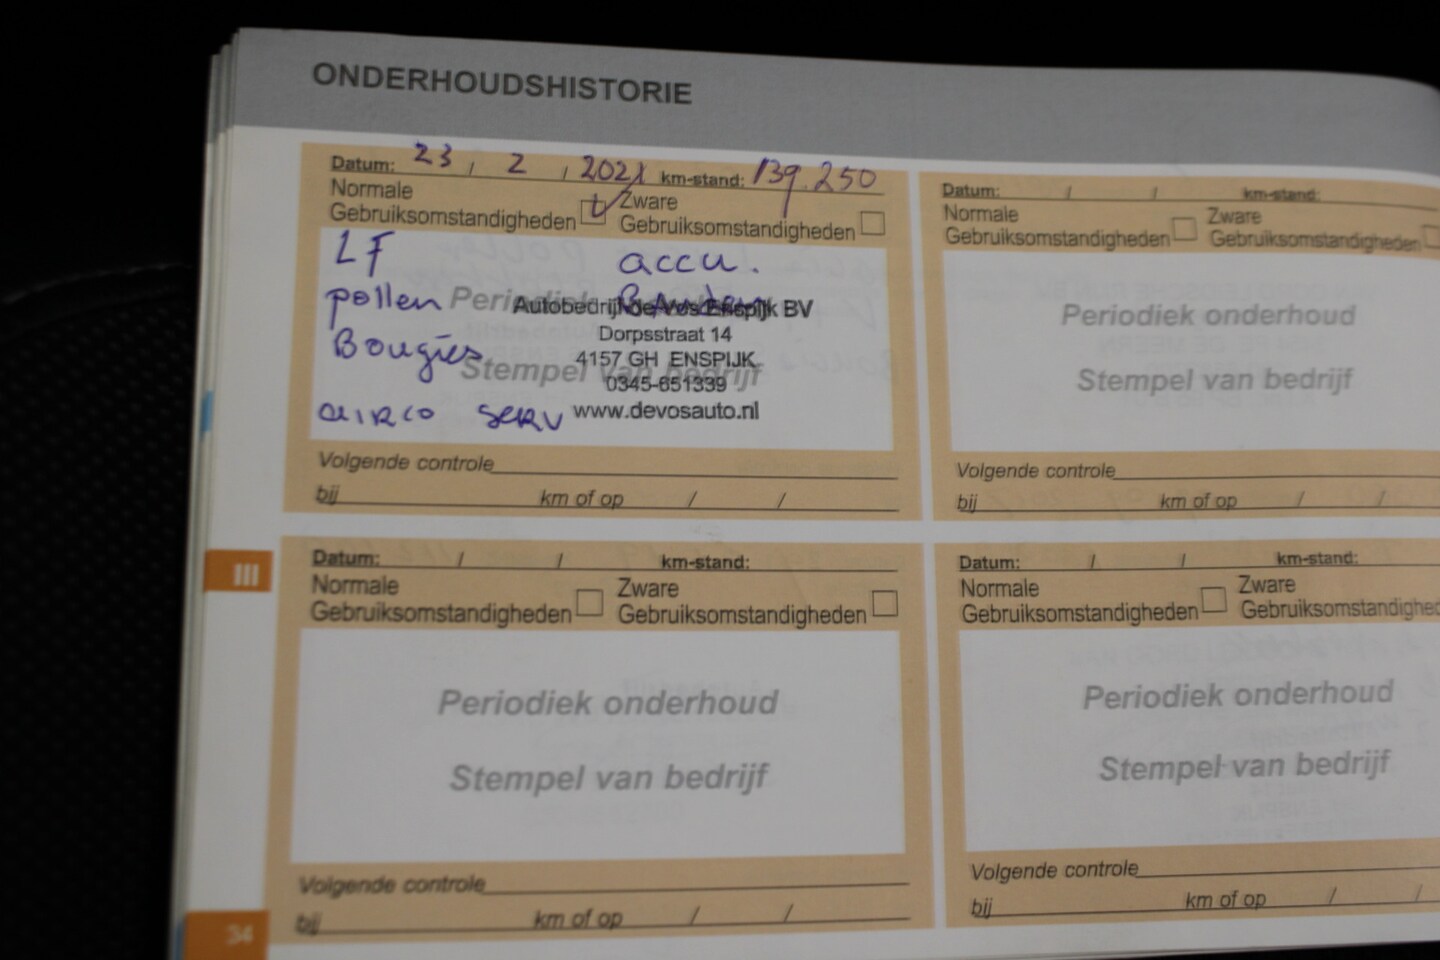 ONDERHOUDSHISTORIE
Datum: 23 / 2 / 2021 km-stand: 139.250
Normale
Gebruiksomstandigheden
Zware
Gebruiksomstandigheden
LF accu.
pollen
Bougies
airco serv
Periodiek
Stempel van bedrijf
Autobedrijf de Vos Enspijk BV
Dorpsstraat 14
4157 GH ENSPIJK
0345-651339
www.devosauto.nl
Volgende controle
bij km of op / /
Datum: / / km-stand:
Normale
Gebruiksomstandigheden
Zware
Gebruiksomstandigheden
Periodiek onderhoud
Stempel van bedrijf
Volgende controle
bij km of op / /
III
Datum: / / km-stand:
Normale
Gebruiksomstandigheden
Zware
Gebruiksomstandigheden
Periodiek onderhoud
Stempel van bedrijf
Volgende controle
bij km of op / /
Datum: / / km-stand:
Normale
Gebruiksomstandigheden
Zware
Periodiek onderhoud
Stempel van bedrijf
Volgende controle
bij km of op / /
34